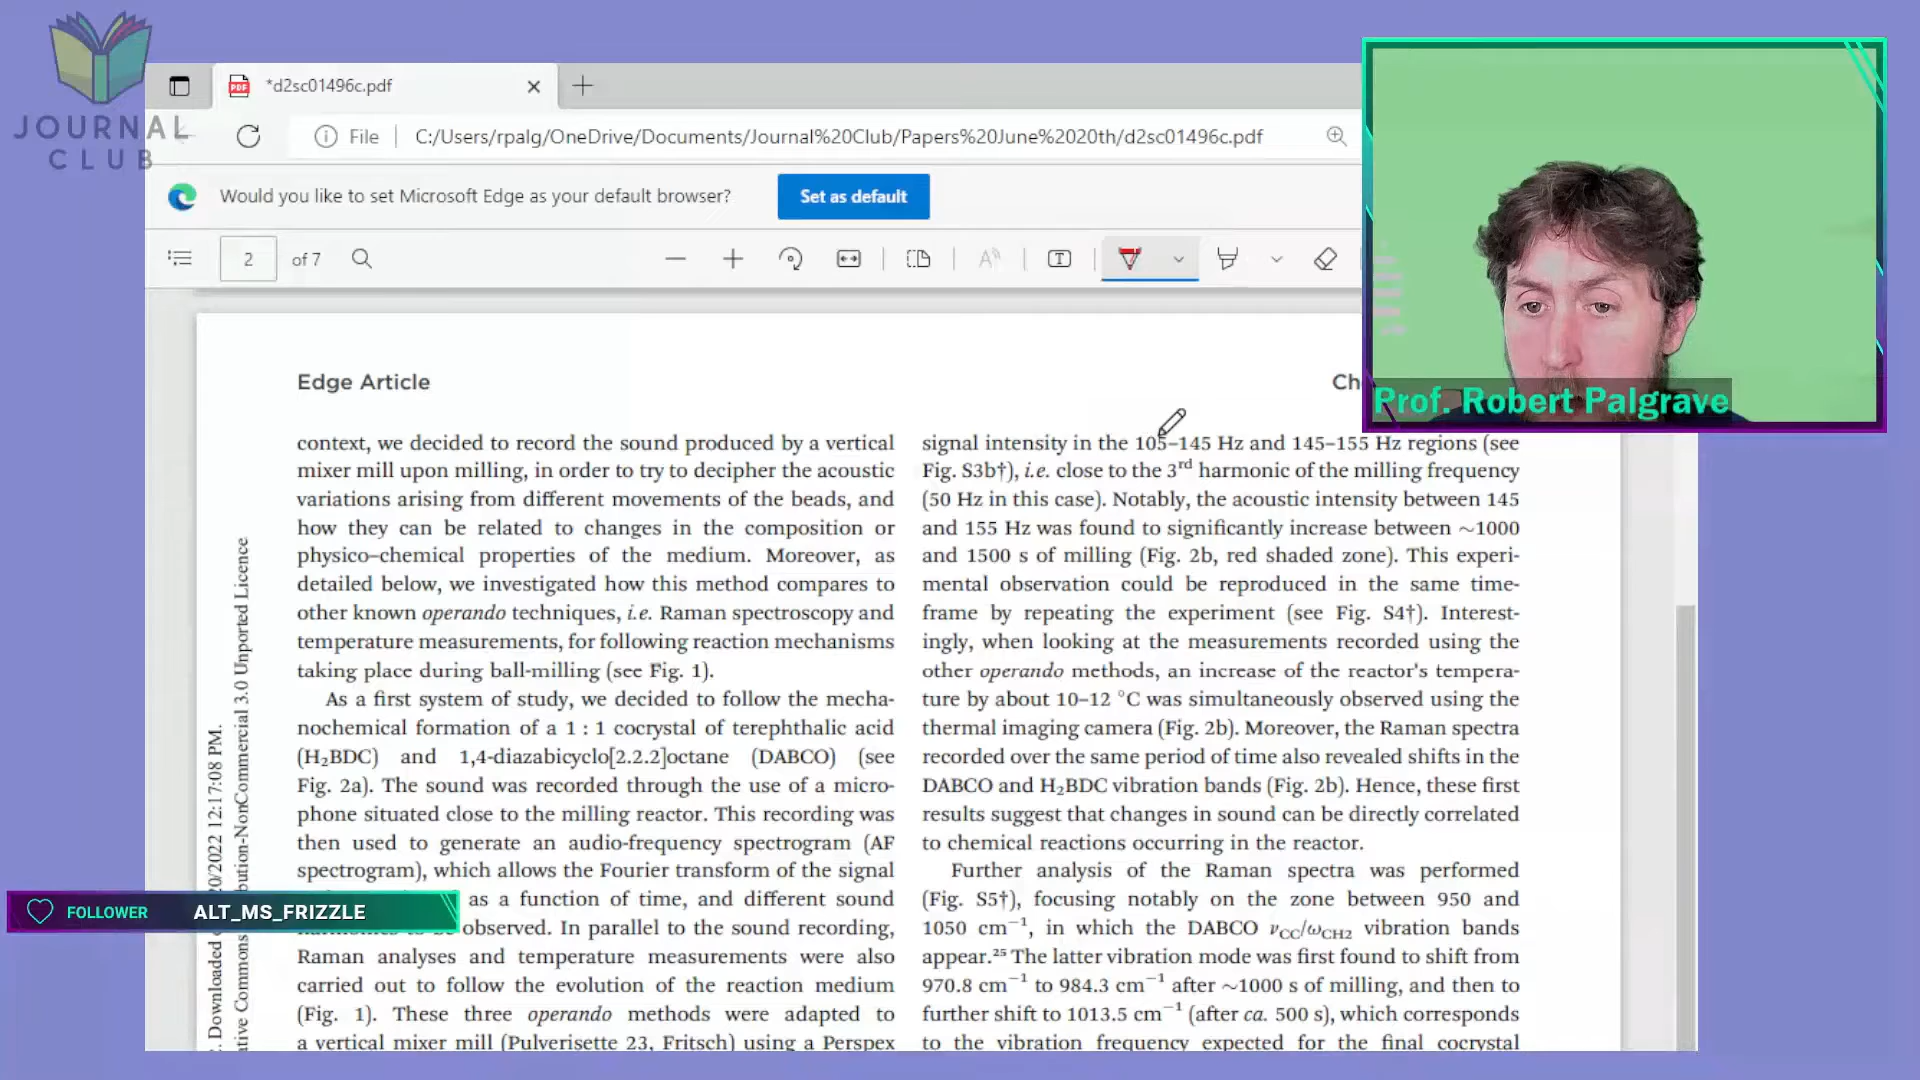 JOURNAL
CLUB
*d2sc01496c.pdf
File
C:/Users/rpalg/OneDrive/Documents/Journal%20Club/Papers%20June%2020th/d2sc01496c.pdf
Would you like to set Microsoft Edge as your default browser?
Set as default
2 of 7
Edge Article
Prof. Robert Palgrave
context, we decided to record the sound produced by a vertical
mixer mill upon milling, in order to try to decipher the acoustic
variations arising from different movements of the beads, and
how they can be related to changes in the composition or
physico–chemical properties of the medium. Moreover, as
detailed below, we investigated how this method compares to
other known operando techniques, i.e. Raman spectroscopy and
temperature measurements, for following reaction mechanisms
taking place during ball-milling (see Fig. 1).
As a first system of study, we decided to follow the mecha-
nochemical formation of a 1 : 1 cocrystal of terephthalic acid
(H₂BDC) and 1,4-diazabicyclo[2.2.2]octane (DABCO) (see
Fig. 2a). The sound was recorded through the use of a micro-
phone situated close to the milling reactor. This recording was
then used to generate an audio-frequency spectrogram (AF
spectrogram), which allows the Fourier transform of the signal
as a function of time, and different sound
observed. In parallel to the sound recording,
Raman analyses and temperature measurements were also
carried out to follow the evolution of the reaction medium
(Fig. 1). These three operando methods were adapted to
a vertical mixer mill (Pulverisette 23, Fritsch) using a Perspex
signal intensity in the 105–145 Hz and 145–155 Hz regions (see
Fig. S3b†), i.e. close to the 3rd harmonic of the milling frequency
(50 Hz in this case). Notably, the acoustic intensity between 145
and 155 Hz was found to significantly increase between ~1000
and 1500 s of milling (Fig. 2b, red shaded zone). This experi-
mental observation could be reproduced in the same time-
frame by repeating the experiment (see Fig. S4†). Interest-
ingly, when looking at the measurements recorded using the
other operando methods, an increase of the reactor's tempera-
ture by about 10–12 °C was simultaneously observed using the
thermal imaging camera (Fig. 2b). Moreover, the Raman spectra
recorded over the same period of time also revealed shifts in the
DABCO and H₂BDC vibration bands (Fig. 2b). Hence, these first
results suggest that changes in sound can be directly correlated
to chemical reactions occurring in the reactor.
Further analysis of the Raman spectra was performed
(Fig. S5†), focusing notably on the zone between 950 and
1050 cm⁻¹, in which the DABCO νCC/ωCH2 vibration bands
appear.²⁵ The latter vibration mode was first found to shift from
970.8 cm⁻¹ to 984.3 cm⁻¹ after ~1000 s of milling, and then to
further shift to 1013.5 cm⁻¹ (after ca. 500 s), which corresponds
to the vibration frequency expected for the final cocrystal
Downloaded 20/2022 12:17:08 PM.
bution-NonCommercial 3.0 Unported Licence
ative Commons
FOLLOWER ALT_MS_FRIZZLE